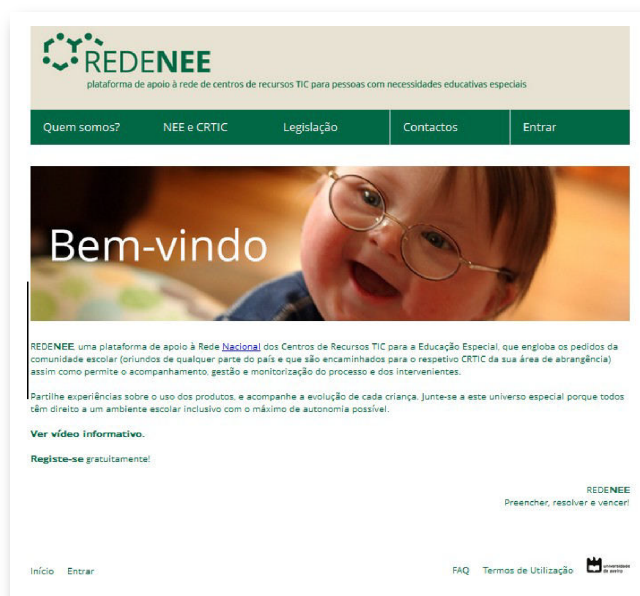 REDENEE
plataforma de apoio à rede de centros de recursos TIC para pessoas com necessidades educativas especiais
Quem somos? NEE e CRTIC Legislação Contactos Entrar
Bem-vindo
REDENEE, uma plataforma de apoio à Rede Nacional dos Centros de Recursos TIC para a Educação Especial, que engloba os pedidos da
comunidade escolar (oriundos de qualquer parte do país e que são encaminhados para o respetivo CRTIC da sua área de abrangência)
assim como permite o acompanhamento, gestão e monitorização do processo e dos intervenientes.
Partilhe experiências sobre o uso dos produtos, e acompanhe a evolução de cada criança. Junte-se a este universo especial porque todos
têm direito a um ambiente escolar inclusivo com o máximo de autonomia possível.
Ver vídeo informativo.
Registe-se gratuitamente!
REDENEE
Preencher, resolver e vencer!
Início Entrar FAQ Termos de Utilização universidade
de aveiro